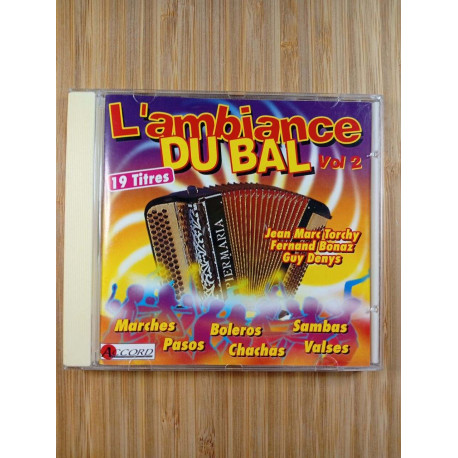 L'ambiance
DU BAL Vol 2
19 Titres
PIERMARIA
Jean Marc Torchy
Fernand Bonaz
Guy Denys
Marches Boleros Sambas
Pasos Chachas Valses
ACCORD